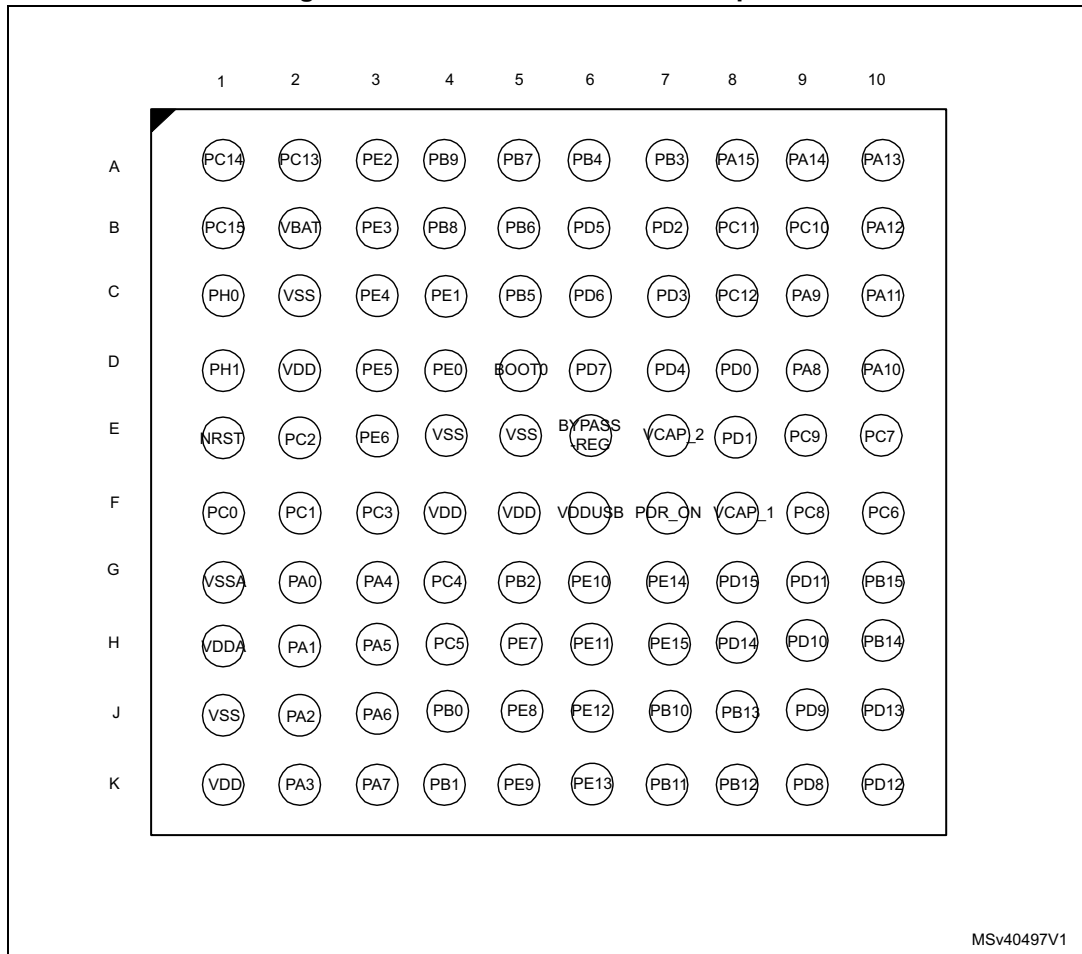 1 2 3 4 5 6 7 8 9 10
A PC14 PC13 PE2 PB9 PB7 PB4 PB3 PA15 PA14 PA13
B PC15 VBAT PE3 PB8 PB6 PD5 PD2 PC11 PC10 PA12
C PH0 VSS PE4 PE1 PB5 PD6 PD3 PC12 PA9 PA11
D PH1 VDD PE5 PE0 BOOT0 PD7 PD4 PD0 PA8 PA10
E NRST PC2 PE6 VSS VSS BYPASS -REG VCAP_2 PD1 PC9 PC7
F PC0 PC1 PC3 VDD VDD VDDUSB PDR_ON VCAP_1 PC8 PC6
G VSSA PA0 PA4 PC4 PB2 PE10 PE14 PD15 PD11 PB15
H VDDA PA1 PA5 PC5 PE7 PE11 PE15 PD14 PD10 PB14
J VSS PA2 PA6 PB0 PE8 PE12 PB10 PB13 PD9 PD13
K VDD PA3 PA7 PB1 PE9 PE13 PB11 PB12 PD8 PD12
MSv40497V1